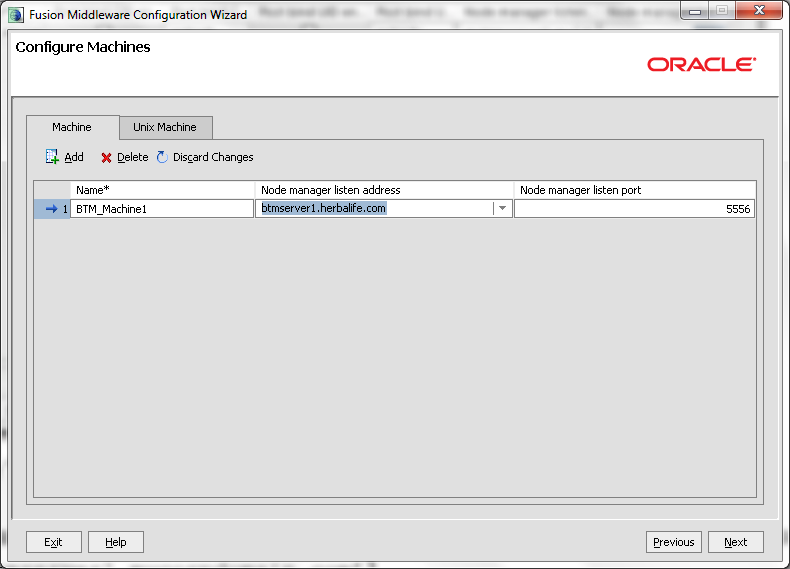 Fusion Middleware Configuration Wizard
Configure Machines
ORACLE
Machine Unix Machine
Add Delete Discard Changes
Name* Node manager listen address Node manager listen port
1 BTM_Machine1 btmserver1.herbalife.com 5556
Exit Help Previous Next